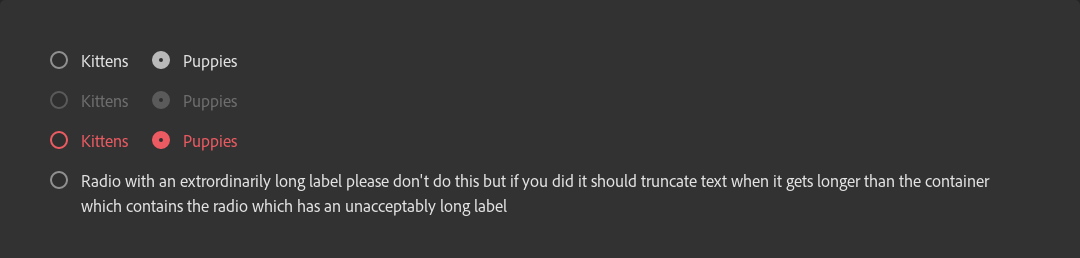 Kittens Puppies
Kittens Puppies
Kittens Puppies
Radio with an extrordinarily long label please don't do this but if you did it should truncate text when it gets longer than the container
which contains the radio which has an unacceptably long label